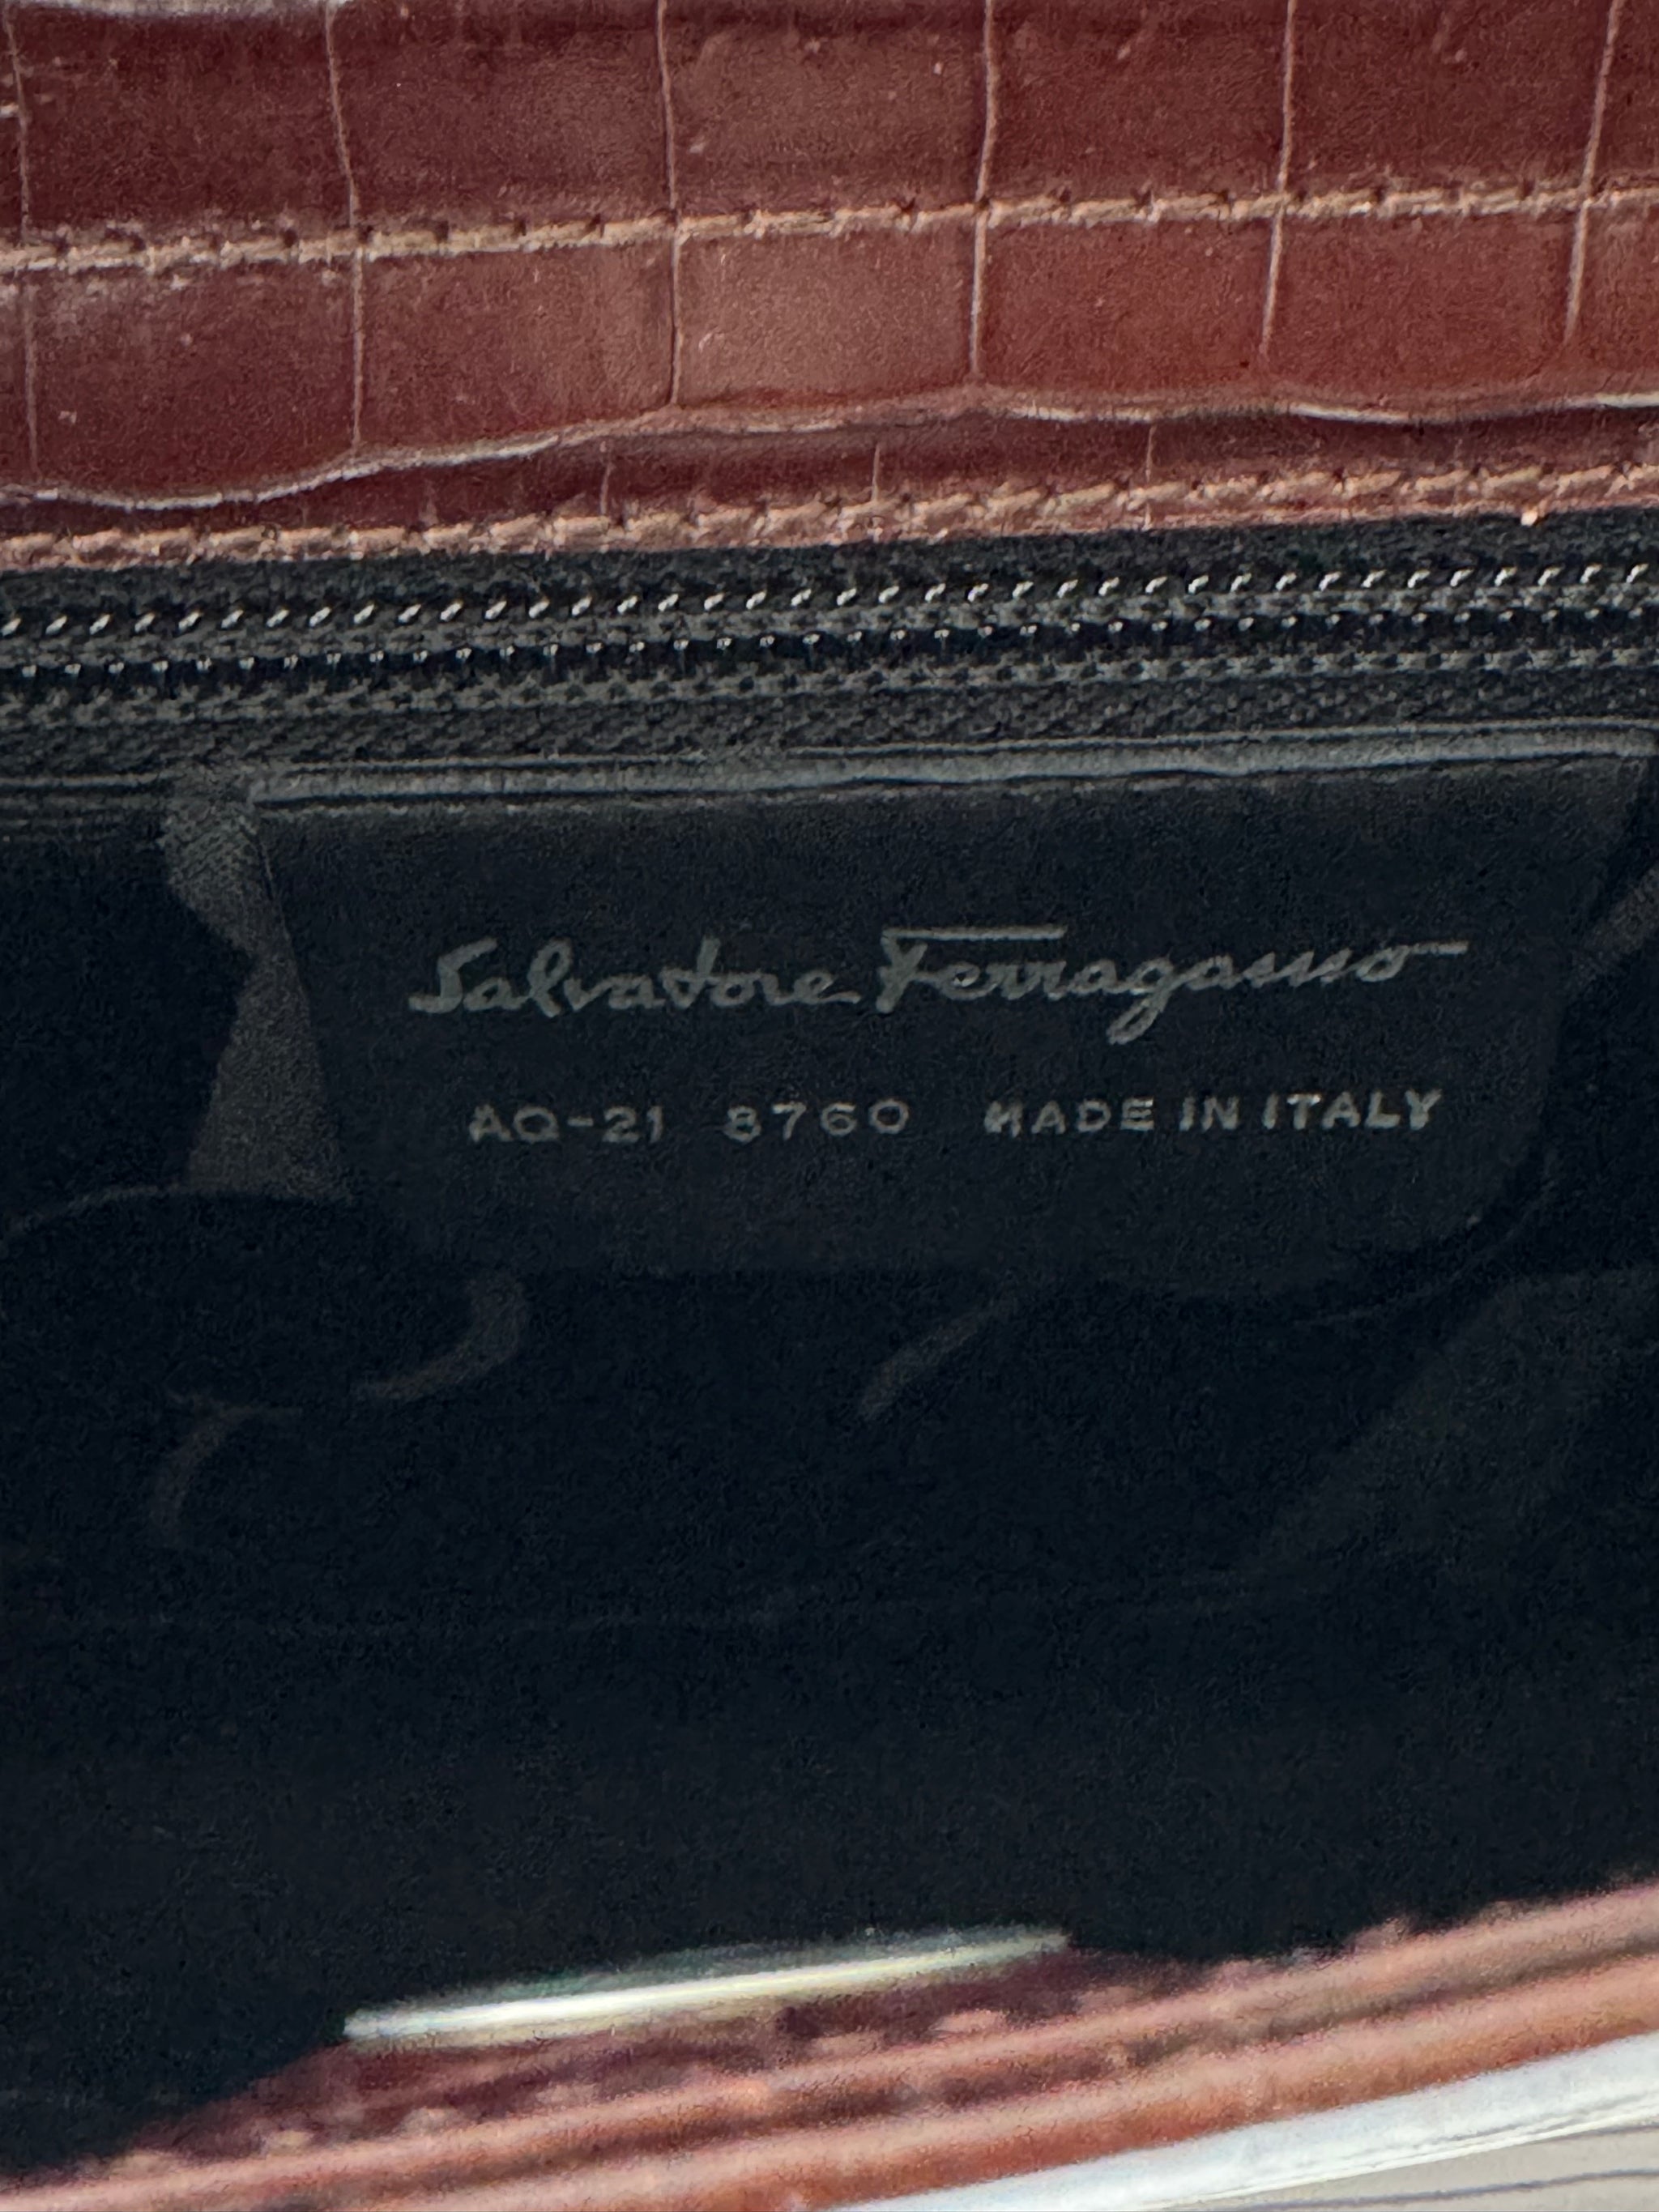 Salvatore Ferragamo
AQ-21 8760 MADE IN ITALY